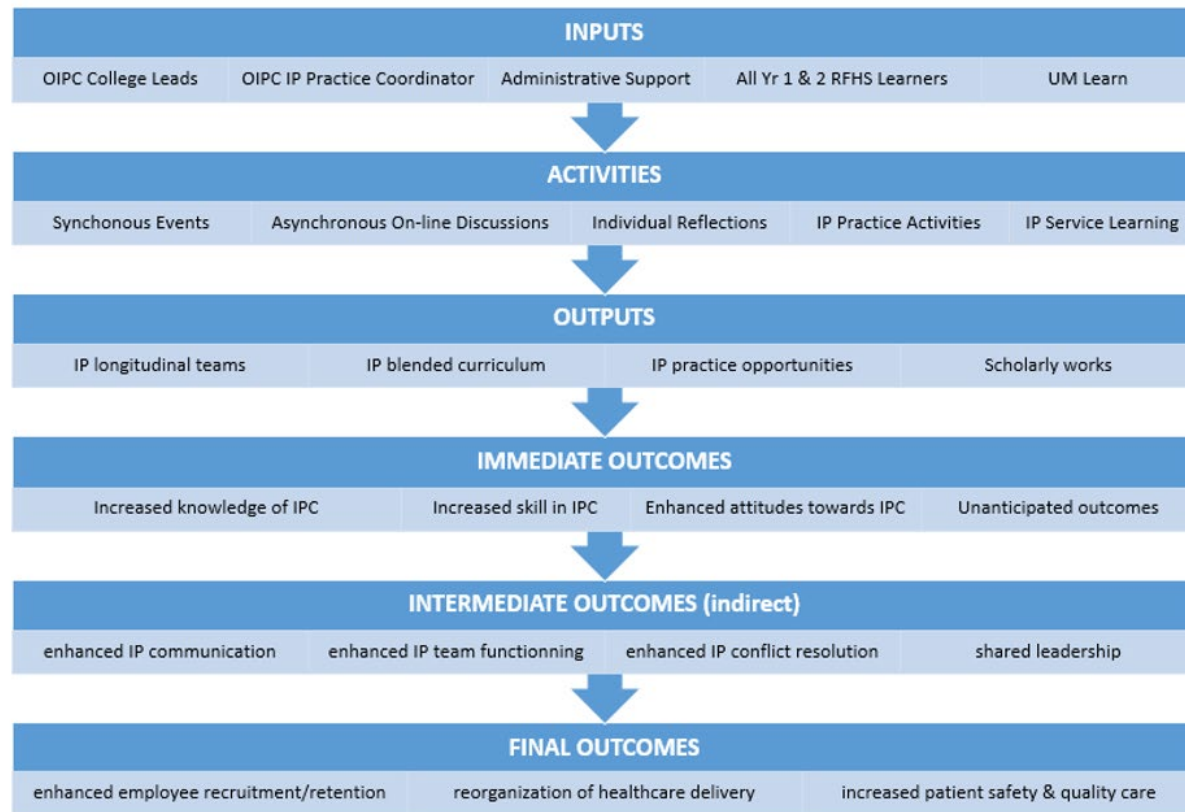 INPUTS
OIPC College Leads OIPC IP Practice Coordinator Administrative Support All Yr 1 & 2 RFHS Learners UM Learn
ACTIVITIES
Synchonous Events Asynchronous On-line Discussions Individual Reflections IP Practice Activities IP Service Learning
OUTPUTS
IP longitudinal teams IP blended curriculum IP practice opportunities Scholarly works
IMMEDIATE OUTCOMES
Increased knowledge of IPC Increased skill in IPC Enhanced attitudes towards IPC Unanticipated outcomes
INTERMEDIATE OUTCOMES (indirect)
enhanced IP communication enhanced IP team functionning enhanced IP conflict resolution shared leadership
FINAL OUTCOMES
enhanced employee recruitment/retention reorganization of healthcare delivery increased patient safety & quality care